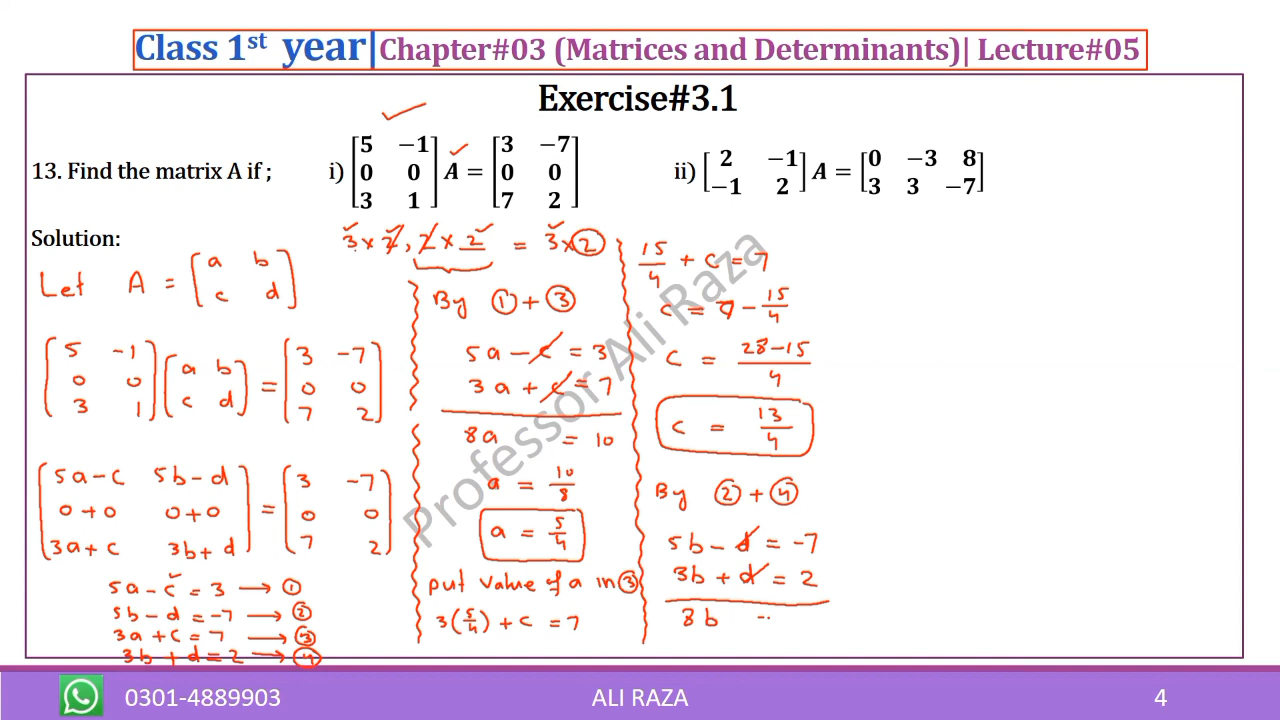 Class 1st year|Chapter#03 (Matrices and Determinants)| Lecture#05
Exercise#3.1
13. Find the matrix A if ;
i) [5 −1
0 0
3 1] A = [3 −7
0 0
7 2]
ii) [2 −1
−1 2] A = [0 −3 8
3 3 −7]
Solution:
3 x 2, 2 x 2 = 3 x 2
Let A = [a b
c d]
[5 -1
0 0
3 1] [a b
c d] = [3 -7
0 0
7 2]
[5a-c 5b-d
0+0 0+0
3a+c 3b+d] = [3 -7
0 0
7 2]
5a - c = 3 → ①
5b - d = -7 → ②
3a + c = 7 → ③
3b + d = 2 → ④
By ① + ③
5a - c = 3
3a + c = 7
8a = 10
a = 10/8
a = 5/4
put value of a in ③
3(5/4) + c = 7
15/4 + c = 7
c = 7 - 15/4
c = 28-15/4
c = 13/4
By ② + ④
5b - d = -7
3b + d = 2
8b =
Professor Ali Raza
0301-4889903
ALI RAZA
4